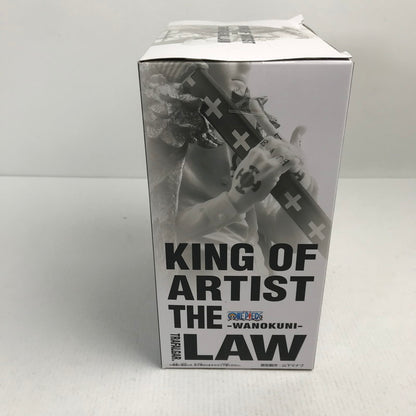 KING OF
ARTIST
THE
ONE PIECE
-WANOKUNI-
TRAFALGAR.
LAW